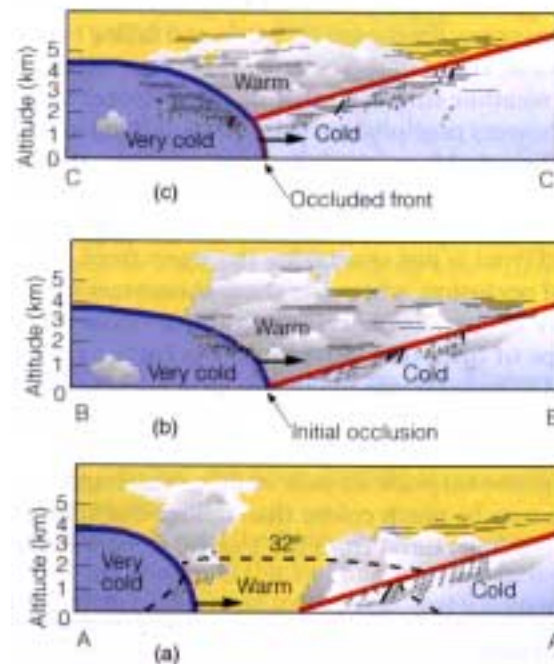 Altitude (km)
5
4
3
2
1
0
Warm
Very cold
Cold
C
C
(c)
Occluded front
Altitude (km)
5
4
3
2
1
0
Warm
Very cold
Cold
B
B
(b)
Initial occlusion
Altitude (km)
5
4
3
2
1
0
Very
cold
32°
Warm
Cold
A
A
(a)